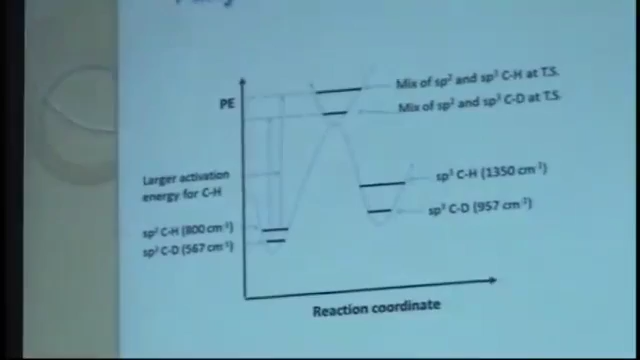 PE
Mix of sp² and sp³ C-H at T.S.
Mix of sp² and sp³ C-D at T.S.
Larger activation
energy for C-H
sp³ C-H (1350 cm⁻¹)
sp³ C-D (957 cm⁻¹)
sp² C-H (800 cm⁻¹)
sp² C-D (567 cm⁻¹)
Reaction coordinate